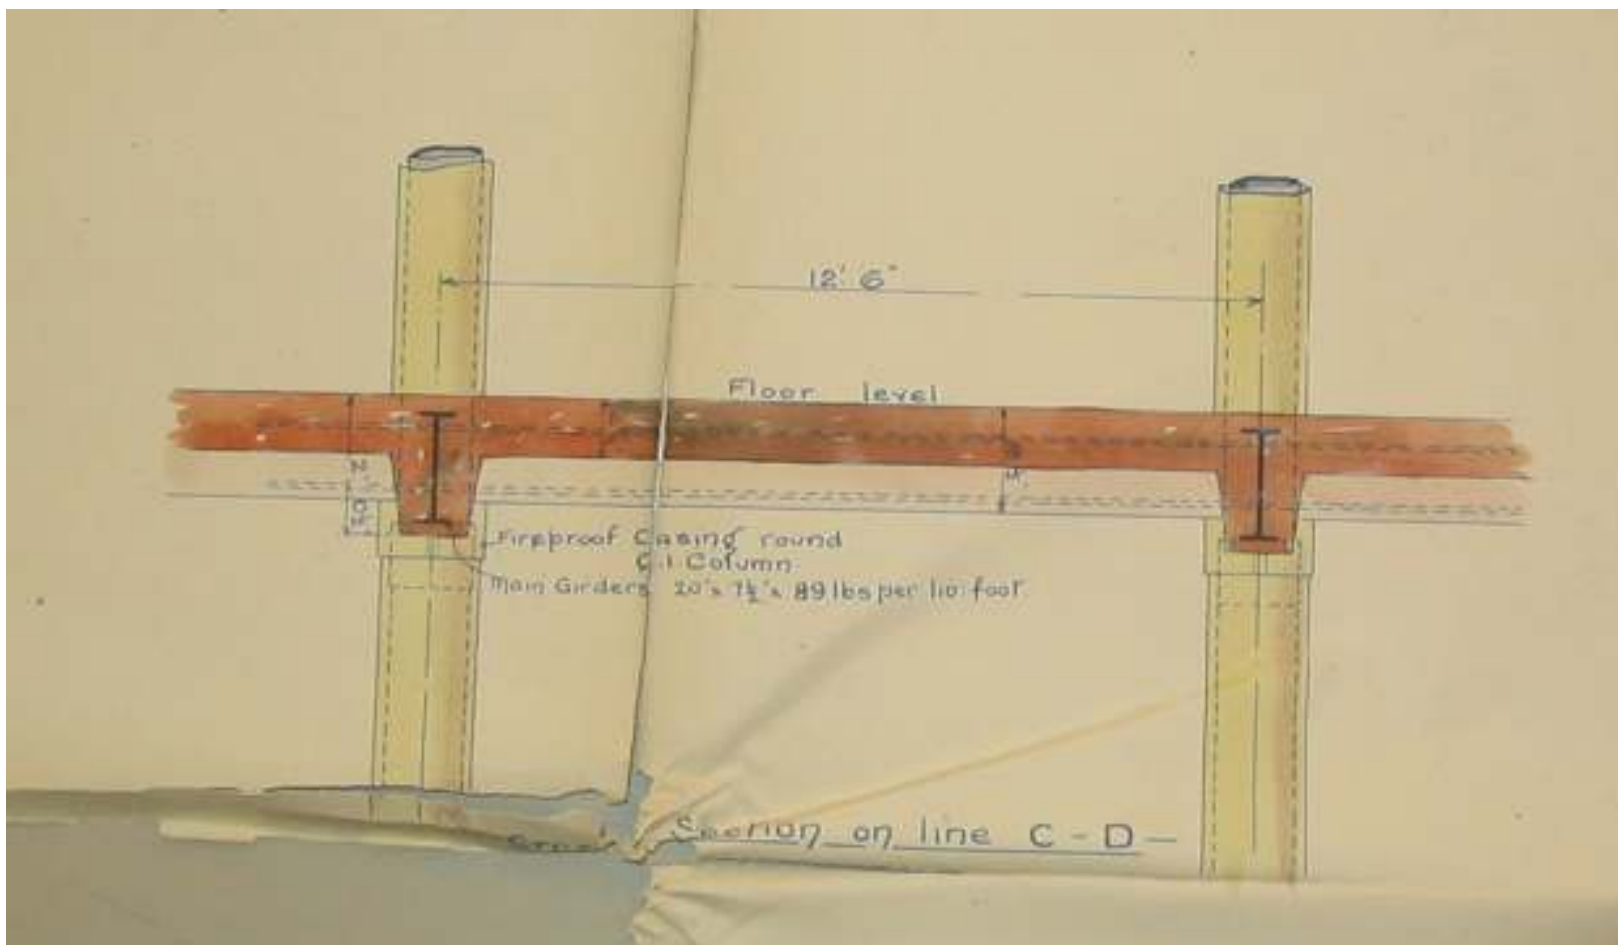 12' 6"
Floor level
Fireproof Casing round
C.I Column
Main Girders 20" x 7½" x 89 lbs per lin: foot
Section on line C - D -